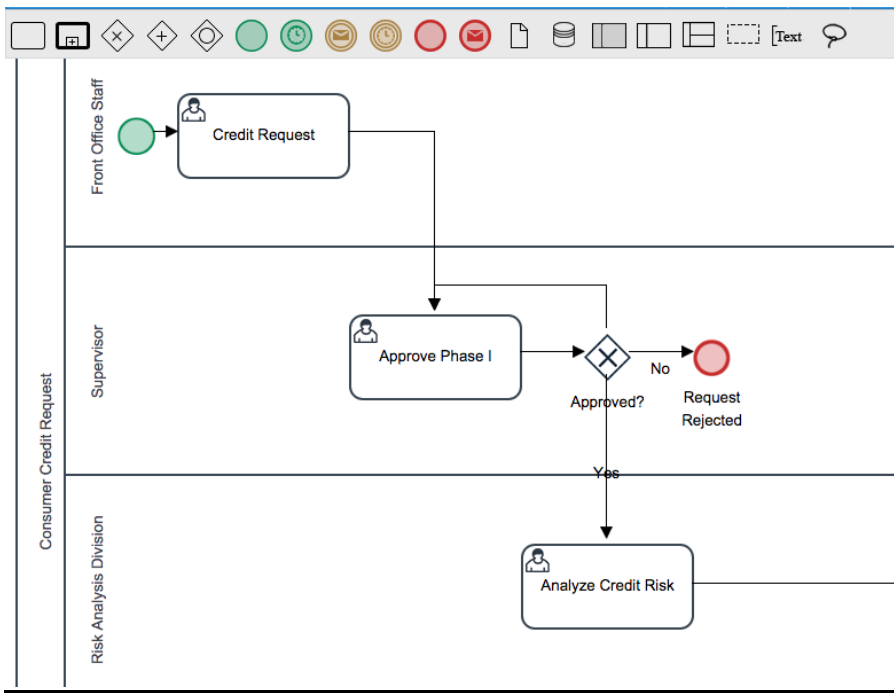 Text
Consumer Credit Request
Front Office Staff
Credit Request
Supervisor
Approve Phase I
Approved?
No
Request
Rejected
Yes
Risk Analysis Division
Analyze Credit Risk